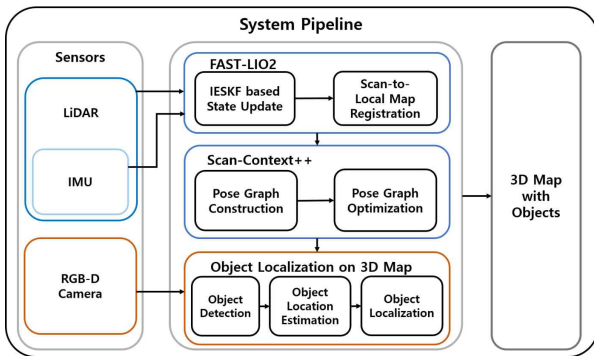 System Pipeline
Sensors
LiDAR
IMU
RGB-D
Camera
FAST-LIO2
IESKF based
State Update
Scan-to-
Local Map
Registration
Scan-Context++
Pose Graph
Construction
Pose Graph
Optimization
Object Localization on 3D Map
Object
Detection
Object
Location
Estimation
Object
Localization
3D Map
with
Objects